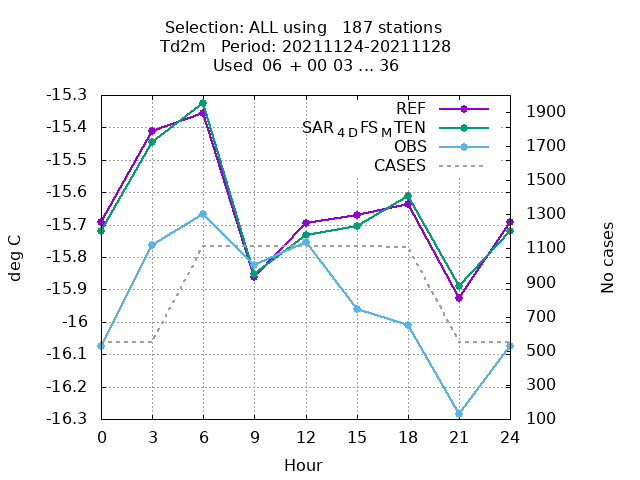 Selection: ALL using   187 stations
Td2m   Period: 20211124-20211128
Used  06 + 00 03 ... 36
REF
SAR4DFSMTEN
OBS
CASES
-15.3
-15.4
-15.5
-15.6
-15.7
-15.8
-15.9
-16
-16.1
-16.2
-16.3
deg C
1900
1700
1500
1300
1100
900
700
500
300
100
No cases
0 3 6 9 12 15 18 21 24
Hour